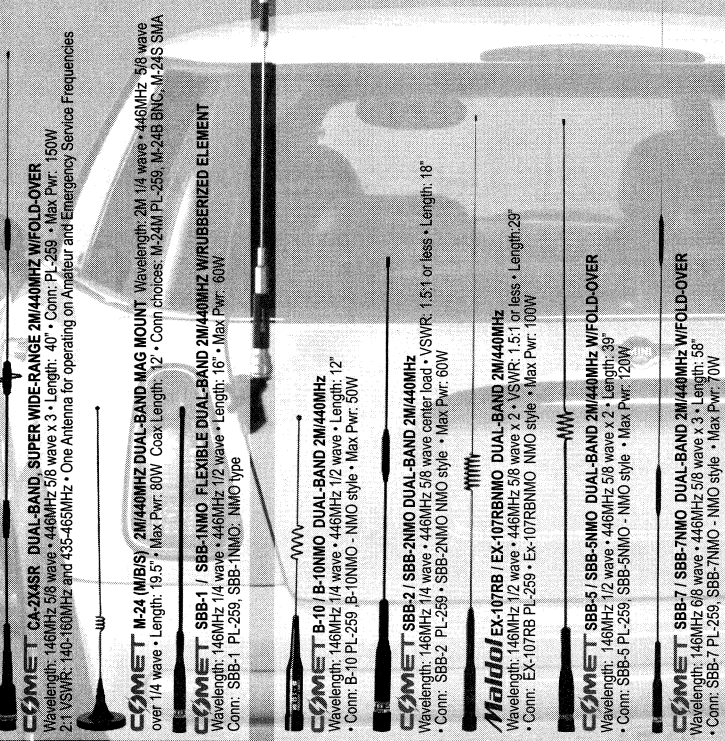 COMET CA-2X4SR DUAL-BAND, SUPER WIDE-RANGE 2M/440MHZ W/FOLD-OVER
Wavelength: 146MHz 5/8 wave • 446MHz 5/8 wave x 3 • Length: 40" • Conn: PL-259 • Max Pwr: 150W
2:1 VSWR: 140-160MHz and 435-465MHz • One Antenna for operating on Amateur and Emergency Service Frequencies
COMET M-24 (M/B/S) 2M/440MHZ DUAL-BAND MAG MOUNT Wavelength: 2M 1/4 wave • 446MHz 5/8 wave
over 1/4 wave • Length: 19.5" • Max Pwr: 80W Coax Length: 12' • Conn choices: M-24M PL-259, M-24B BNC, M-24S SMA
COMET SBB-1 / SBB-1NMO FLEXIBLE DUAL-BAND 2M/440MHZ W/RUBBERIZED ELEMENT
Wavelength: 146MHz 1/4 wave • 446MHz 1/2 wave • Length: 16" • Max Pwr: 60W
Conn: SBB-1 PL-259, SBB-1NMO: NMO type
COMET B-10 / B-10NMO DUAL-BAND 2M/440MHz
Wavelength: 146MHz 1/4 wave • 446MHz 1/2 wave • Length: 12"
• Conn: B-10 PL-259, B-10NMO - NMO style • Max Pwr: 50W
COMET SBB-2 / SBB-2NMO DUAL-BAND 2M/440MHz
Wavelength: 146MHz 1/4 wave • 446MHz 5/8 wave center load • VSWR: 1.5:1 or less • Length: 18"
• Conn: SBB-2 PL-259 • SBB-2NMO NMO style • Max Pwr: 60W
Maldol EX-107RB / EX-107RBNMO DUAL-BAND 2M/440MHz
Wavelength: 146MHz 1/2 wave • 446MHz 5/8 wave x 2 • VSWR: 1.5:1 or less • Length:29"
• Conn: EX-107RB PL-259 • Ex-107RBNMO NMO style • Max Pwr: 100W
COMET SBB-5 / SBB-5NMO DUAL-BAND 2M/440MHZ W/FOLD-OVER
Wavelength: 146MHz 1/2 wave • 446MHz 5/8 wave x 2 • Length: 39"
• Conn: SBB-5 PL-259, SBB-5NMO - NMO style • Max Pwr: 120W
COMET SBB-7 / SBB-7NMO DUAL-BAND 2M/440MHZ W/FOLD-OVER
Wavelength: 146MHz 6/8 wave • 446MHz 5/8 wave x 3 • Length: 58"
• Conn: SBB-7 PL-259, SBB-7NMO - NMO style • Max Pwr: 70W